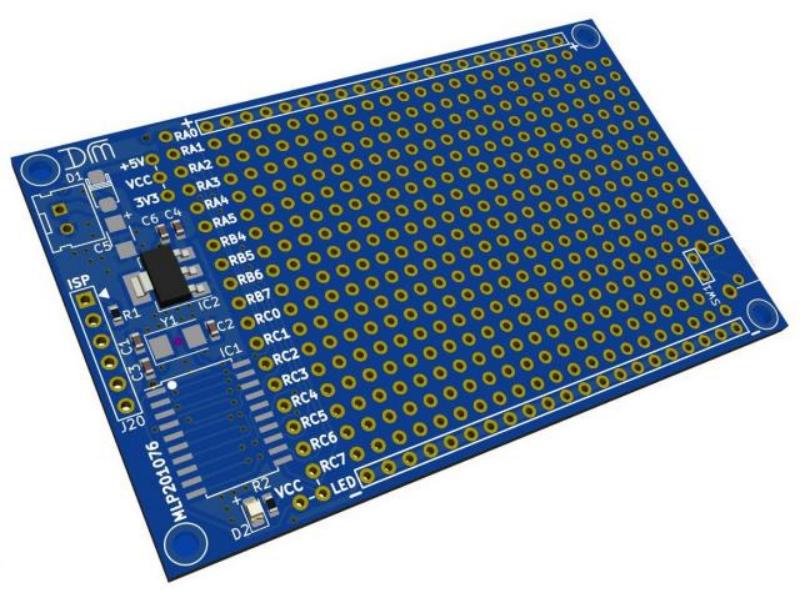 DM
D1
+5V
VCC
3V3
+
C6
C4
C5
+
ISP
R1
IC2
Y1
C2
C1
C3
IC1
J20
MLP201076
R2
+
D2
VCC
LED
+
RA0
RA1
RA2
RA3
RA4
RA5
RB4
RB5
RB6
RB7
RC0
RC1
RC2
RC3
RC4
RC5
RC6
RC7
-
+
SW1
-